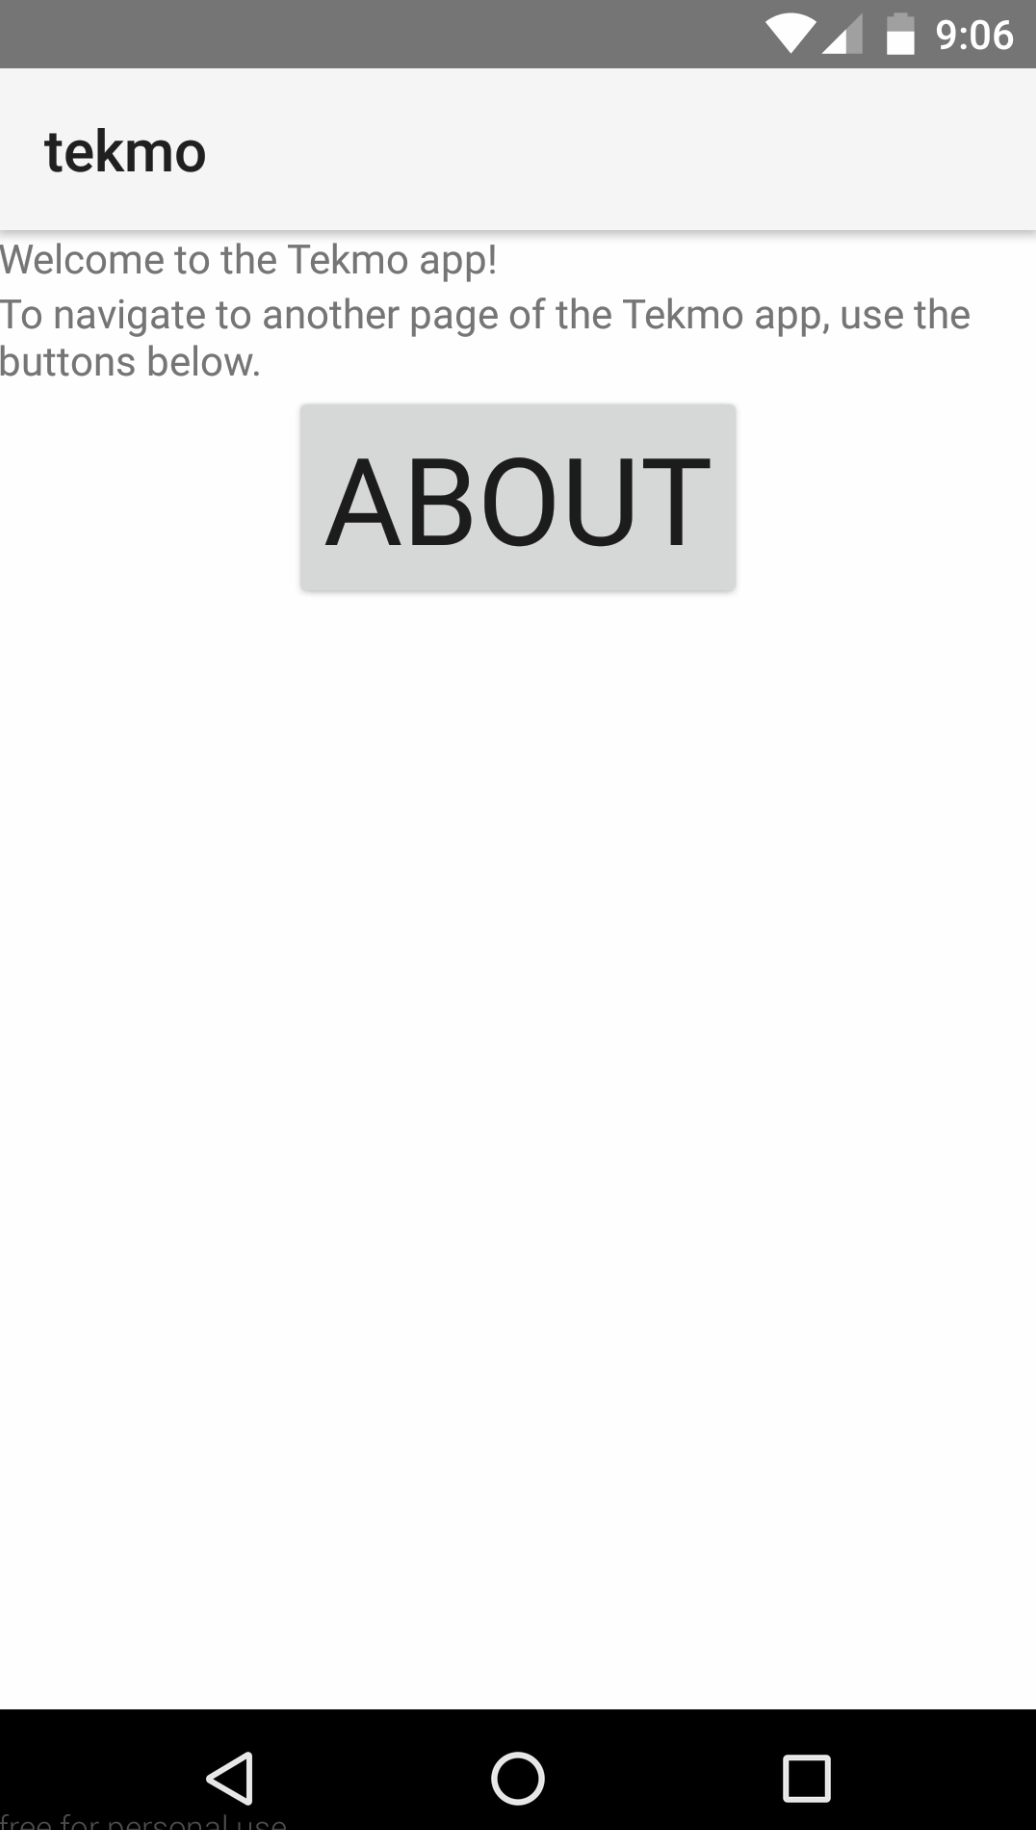 9:06
tekmo
Welcome to the Tekmo app!
To navigate to another page of the Tekmo app, use the
buttons below.
ABOUT
free for personal use